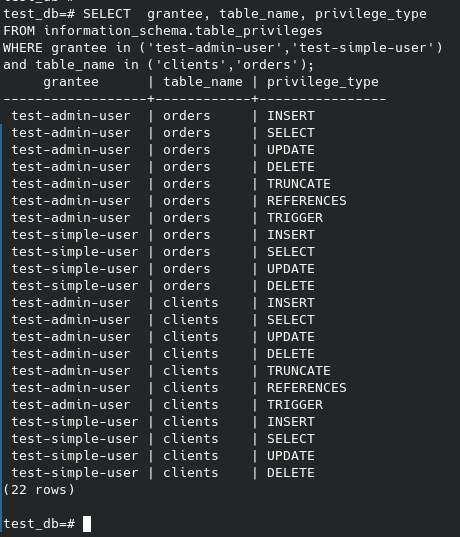 test_db=# SELECT  grantee, table_name, privilege_type
FROM information_schema.table_privileges
WHERE grantee in ('test-admin-user','test-simple-user')
and table_name in ('clients','orders');
     grantee      | table_name | privilege_type
------------------+------------+----------------
 test-admin-user  | orders     | INSERT
 test-admin-user  | orders     | SELECT
 test-admin-user  | orders     | UPDATE
 test-admin-user  | orders     | DELETE
 test-admin-user  | orders     | TRUNCATE
 test-admin-user  | orders     | REFERENCES
 test-admin-user  | orders     | TRIGGER
 test-simple-user | orders     | INSERT
 test-simple-user | orders     | SELECT
 test-simple-user | orders     | UPDATE
 test-simple-user | orders     | DELETE
 test-admin-user  | clients    | INSERT
 test-admin-user  | clients    | SELECT
 test-admin-user  | clients    | UPDATE
 test-admin-user  | clients    | DELETE
 test-admin-user  | clients    | TRUNCATE
 test-admin-user  | clients    | REFERENCES
 test-admin-user  | clients    | TRIGGER
 test-simple-user | clients    | INSERT
 test-simple-user | clients    | SELECT
 test-simple-user | clients    | UPDATE
 test-simple-user | clients    | DELETE
(22 rows)
test_db=#